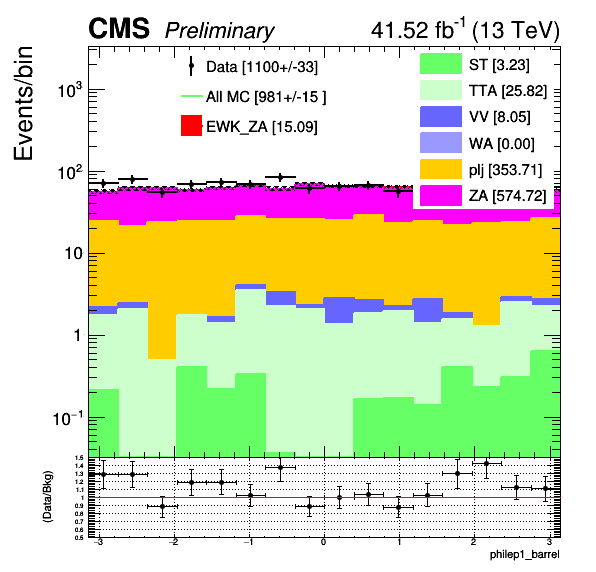 CMS Preliminary 41.52 fb⁻¹ (13 TeV)
Events/bin
Data [1100+/-33]
All MC [981+/-15 ]
EWK_ZA [15.09]
ST [3.23]
TTA [25.82]
VV [8.05]
WA [0.00]
plj [353.71]
ZA [574.72]
10³
10²
10
1
10⁻¹
(Data/Bkg)
1.5
1.4
1.3
1.2
1.1
1
0.9
0.8
0.7
0.6
0.5
−3 −2 −1 0 1 2 3
philep1_barrel